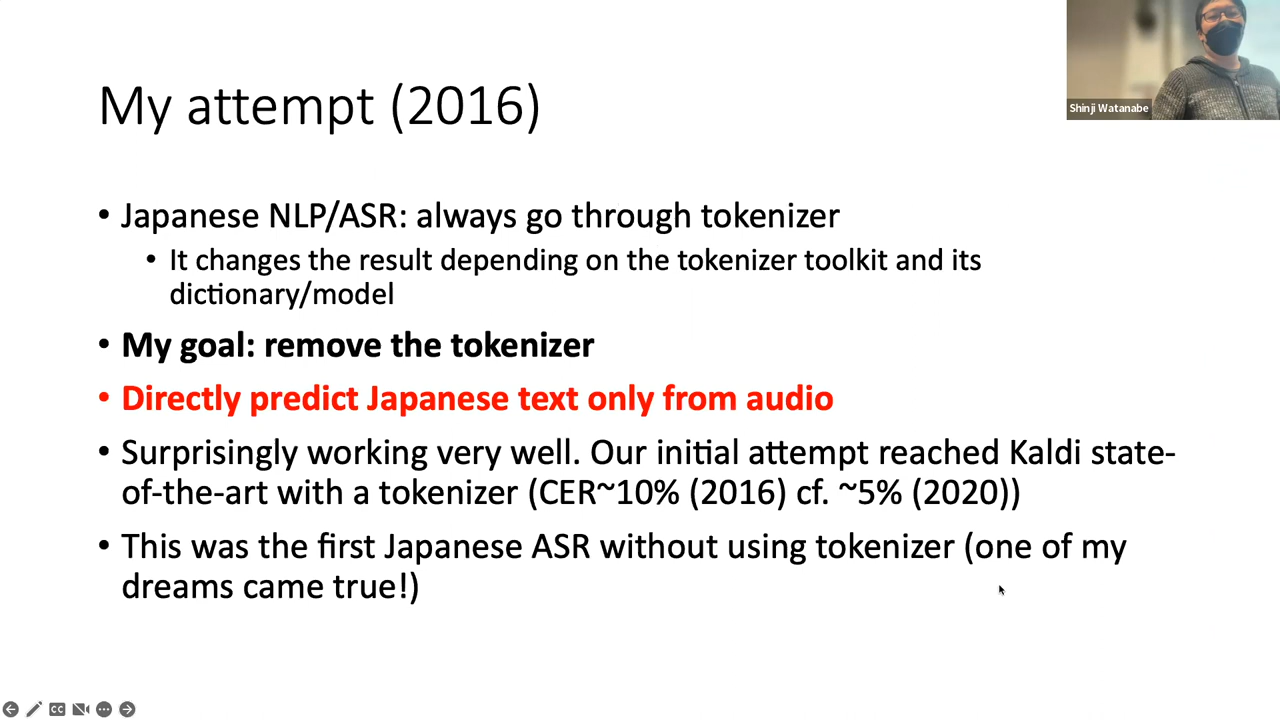 Shinji Watanabe
My attempt (2016)
• Japanese NLP/ASR: always go through tokenizer
• It changes the result depending on the tokenizer toolkit and its
dictionary/model
• My goal: remove the tokenizer
• Directly predict Japanese text only from audio
• Surprisingly working very well. Our initial attempt reached Kaldi state-
of-the-art with a tokenizer (CER~10% (2016) cf. ~5% (2020))
• This was the first Japanese ASR without using tokenizer (one of my
dreams came true!)
CC